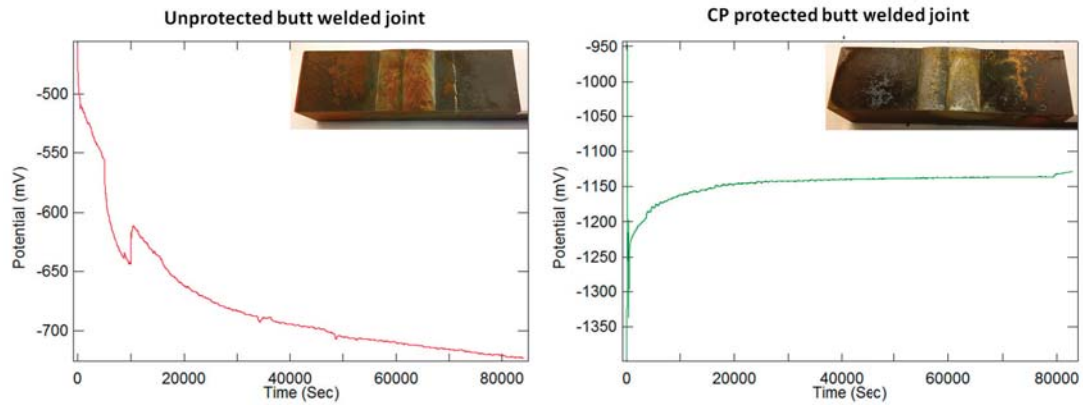 Unprotected butt welded joint
Potential (mV)
-500
-550
-600
-650
-700
0 20000 40000 60000 80000
Time (Sec)
CP protected butt welded joint
Potential (mV)
-950
-1000
-1050
-1100
-1150
-1200
-1250
-1300
-1350
0 20000 40000 60000 80000
Time (Sec)